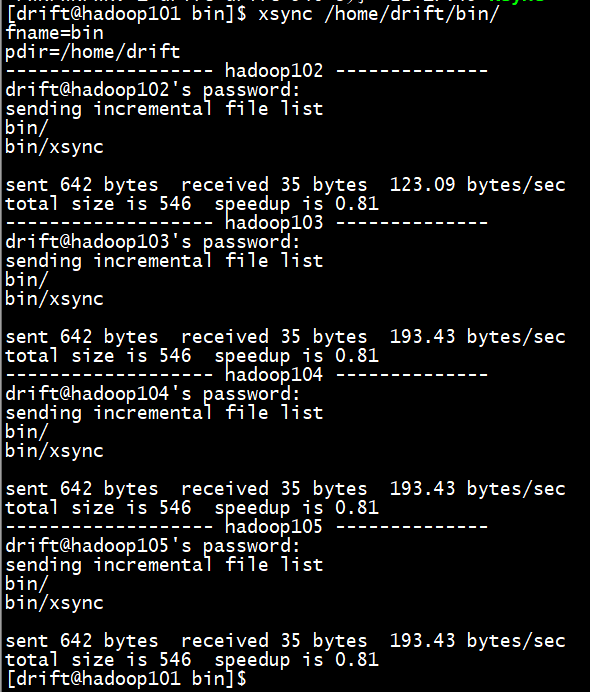 [drift@hadoop101 bin]$ xsync /home/drift/bin/
fname=bin
pdir=/home/drift
------------------- hadoop102 --------------
drift@hadoop102's password:
sending incremental file list
bin/
bin/xsync
sent 642 bytes  received 35 bytes  123.09 bytes/sec
total size is 546  speedup is 0.81
------------------- hadoop103 --------------
drift@hadoop103's password:
sending incremental file list
bin/
bin/xsync
sent 642 bytes  received 35 bytes  193.43 bytes/sec
total size is 546  speedup is 0.81
------------------- hadoop104 --------------
drift@hadoop104's password:
sending incremental file list
bin/
bin/xsync
sent 642 bytes  received 35 bytes  193.43 bytes/sec
total size is 546  speedup is 0.81
------------------- hadoop105 --------------
drift@hadoop105's password:
sending incremental file list
bin/
bin/xsync
sent 642 bytes  received 35 bytes  193.43 bytes/sec
total size is 546  speedup is 0.81
[drift@hadoop101 bin]$